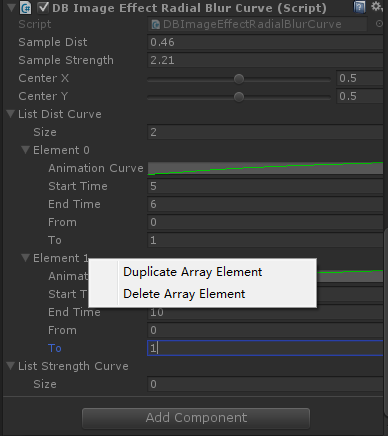 DB Image Effect Radial Blur Curve (Script)
Script DBImageEffectRadialBlurCurve
Sample Dist 0.46
Sample Strength 2.21
Center X 0.5
Center Y 0.5
List Dist Curve
Size 2
Element 0
Animation Curve
Start Time 5
End Time 6
From 0
To 1
Element 1
Duplicate Array Element
Animat
Delete Array Element
Start T
End Time 10
From 0
To 1
List Strength Curve
Size 0
Add Component